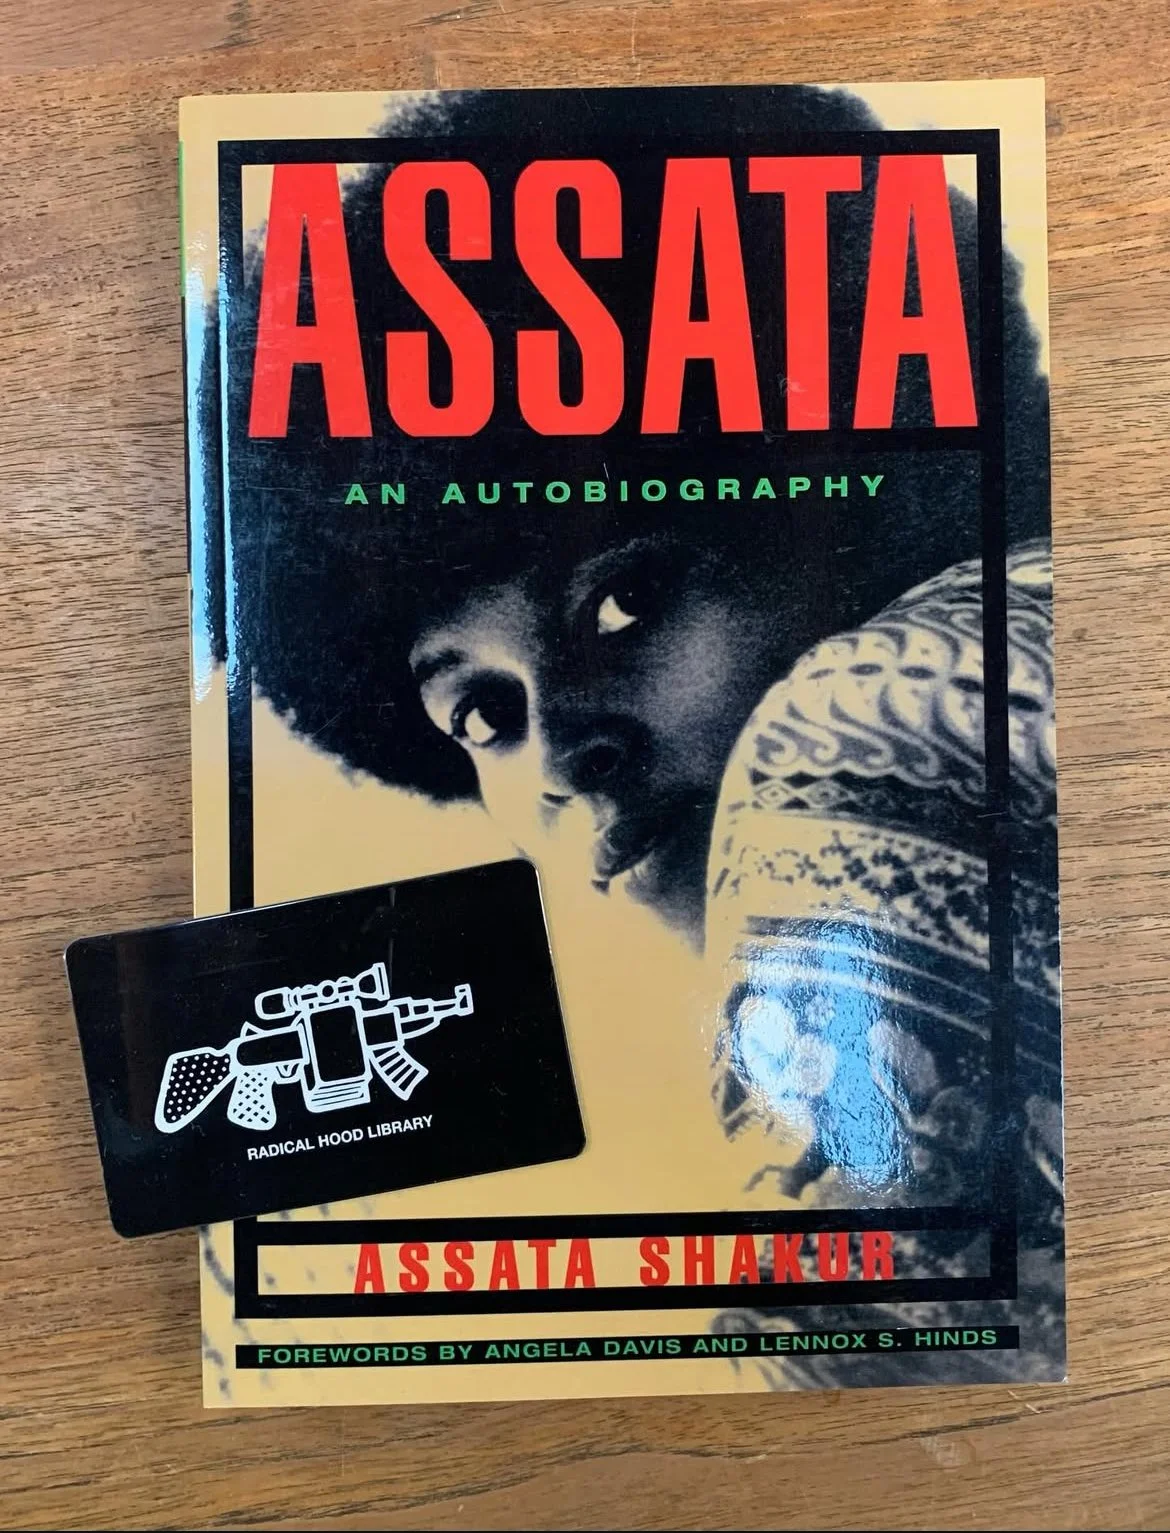 ASSATA
AN AUTOBIOGRAPHY
RADICAL HOOD LIBRARY
ASSATA SHAKUR
FOREWORDS BY ANGELA DAVIS AND LENNOX S. HINDS